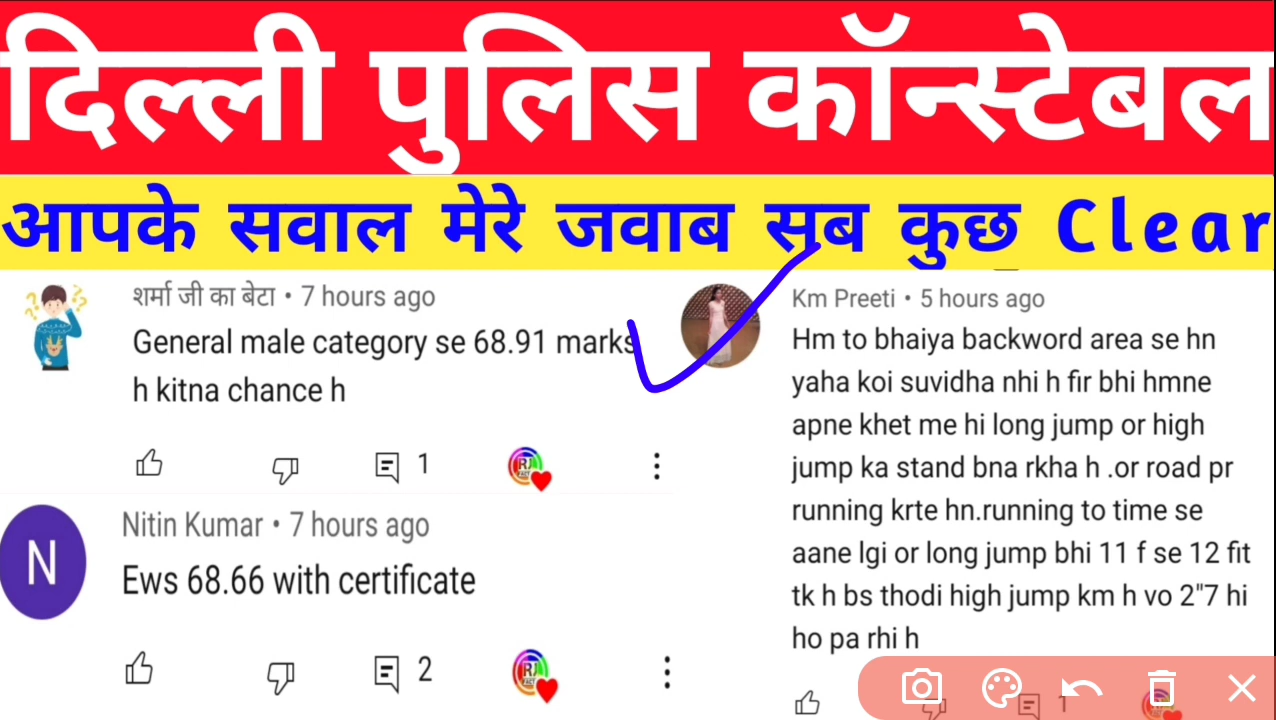 दिल्ली पुलिस कॉन्स्टेबल
आपके सवाल मेरे जवाब सब कुछ Clear
शर्मा जी का बेटा • 7 hours ago
General male category se 68.91 marks
h kitna chance h
1
N
Nitin Kumar • 7 hours ago
Ews 68.66 with certificate
2
Km Preeti • 5 hours ago
Hm to bhaiya backword area se hn
yaha koi suvidha nhi h fir bhi hmne
apne khet me hi long jump or high
jump ka stand bna rkha h .or road pr
running krte hn.running to time se
aane lgi or long jump bhi 11 f se 12 fit
tk h bs thodi high jump km h vo 2"7 hi
ho pa rhi h
1